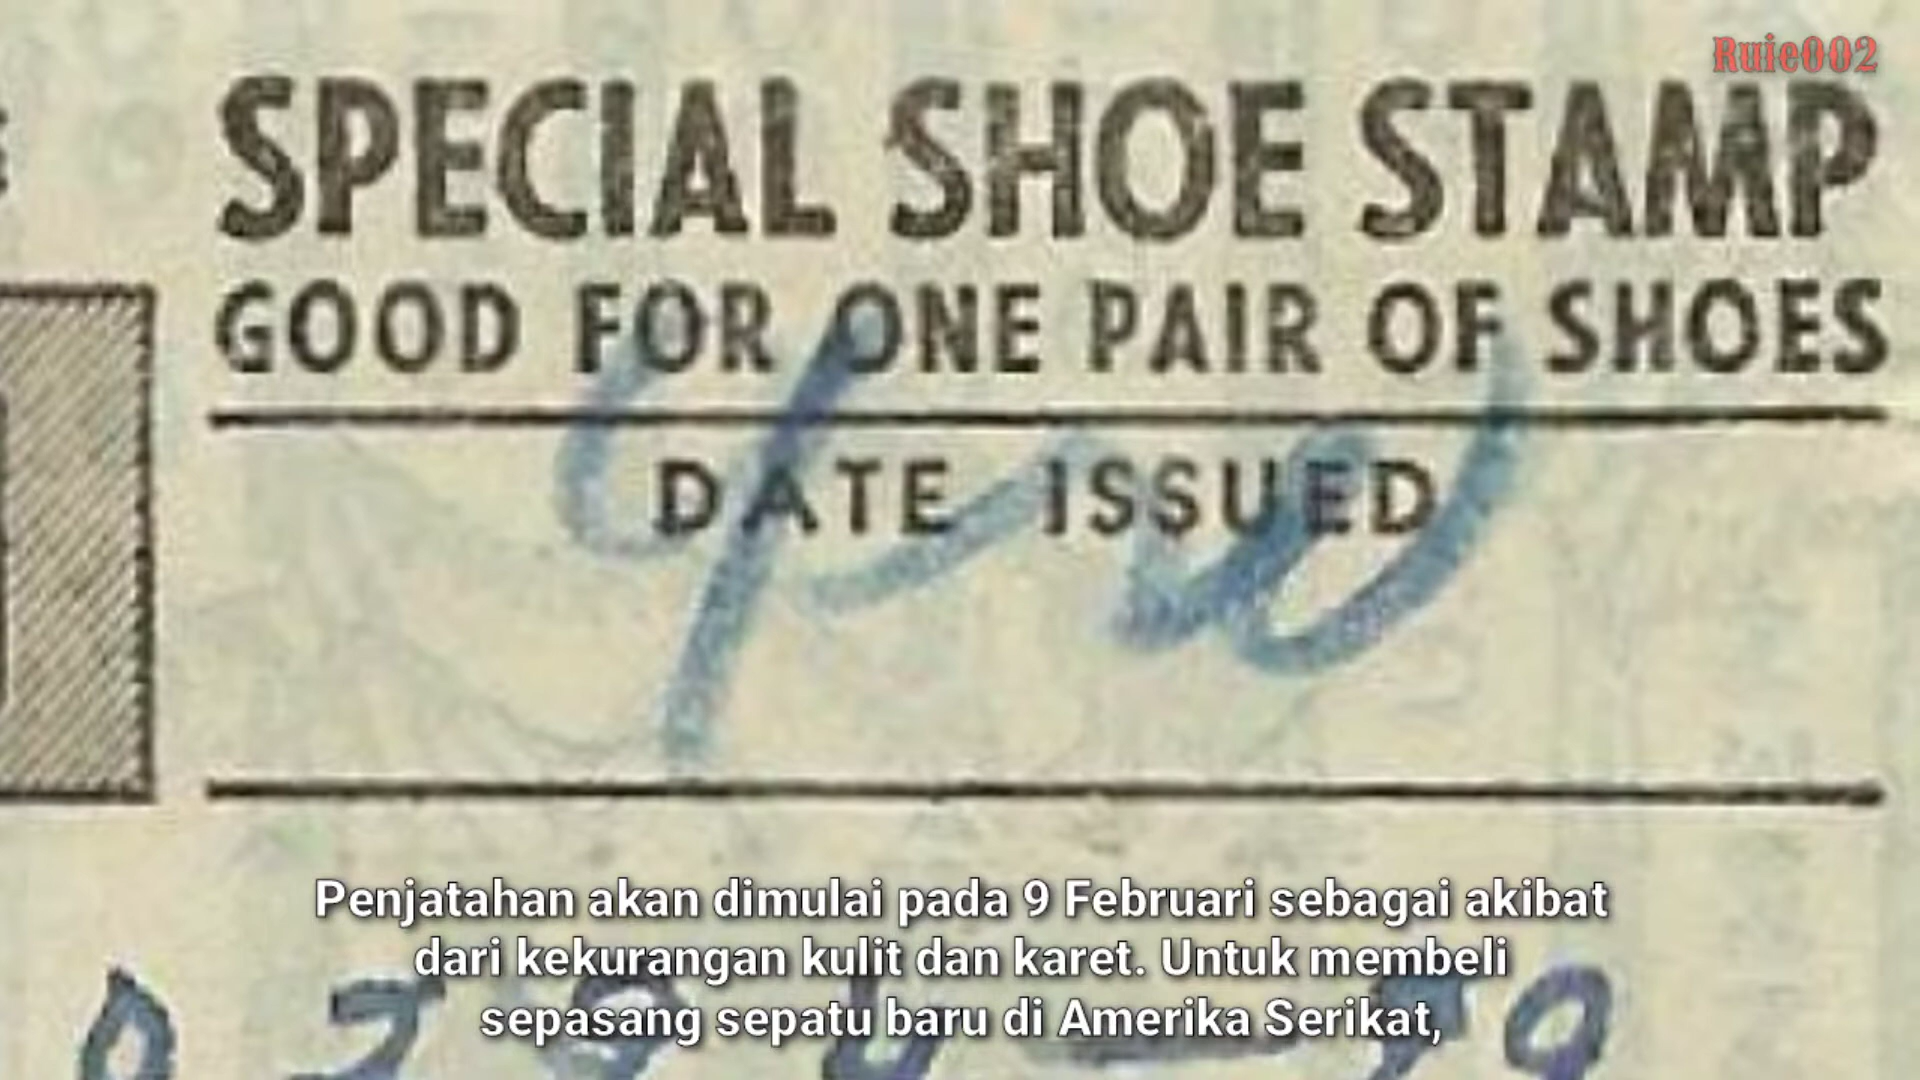 Ruie002
SPECIAL SHOE STAMP
GOOD FOR ONE PAIR OF SHOES
DATE ISSUED
Penjatahan akan dimulai pada 9 Februari sebagai akibat
dari kekurangan kulit dan karet. Untuk membeli
sepasang sepatu baru di Amerika Serikat,